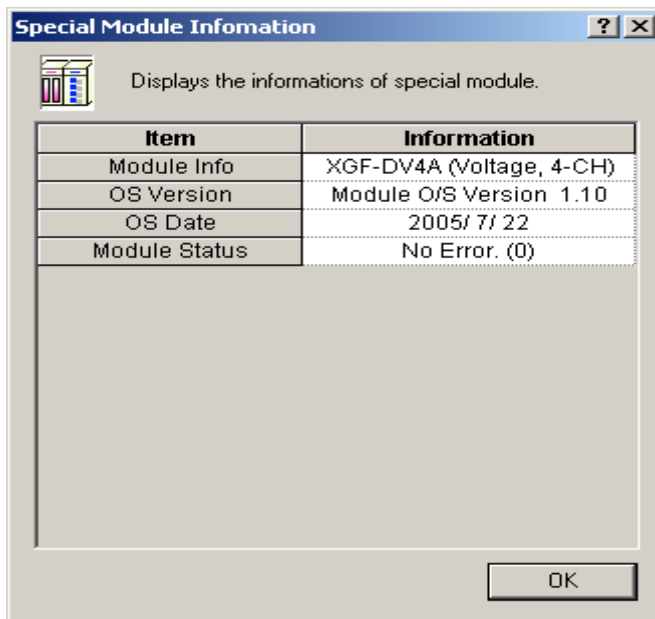 Special Module Infomation
Displays the informations of special module.
Item Information
Module Info XGF-DV4A (Voltage, 4-CH)
OS Version Module O/S Version 1.10
OS Date 2005/ 7/ 22
Module Status No Error. (0)
OK